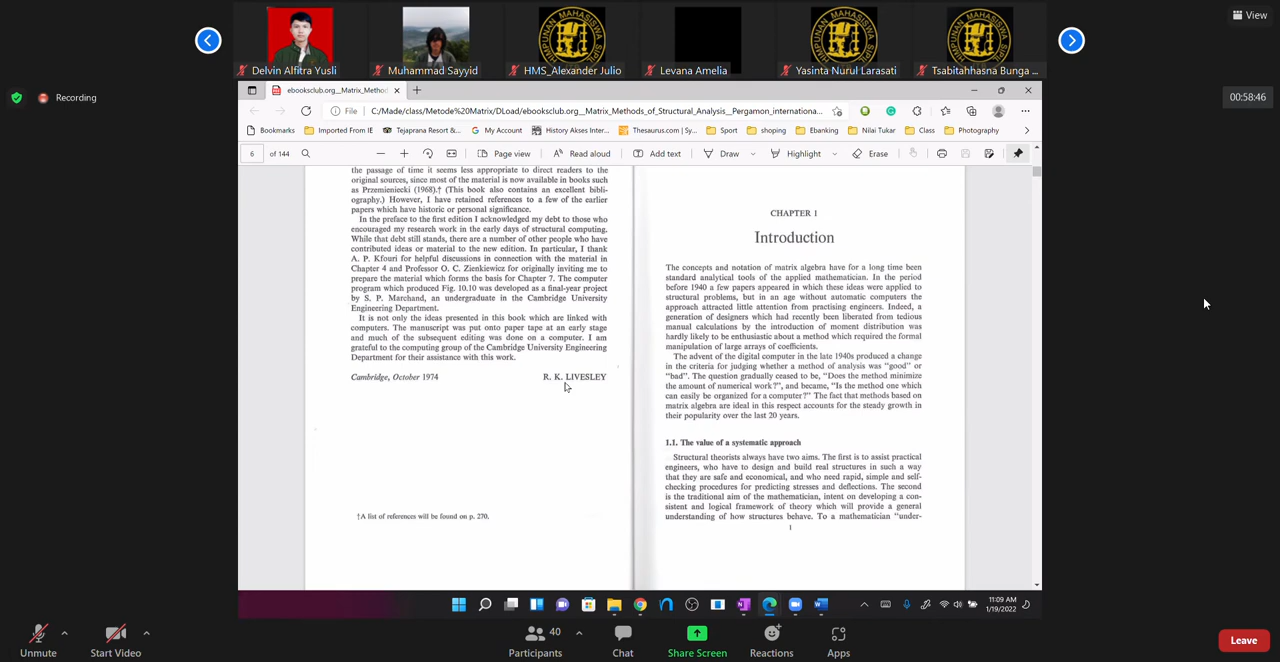 View
Delvin Alfitra Yusli
Muhammad Sayyid
HMS_Alexander Julio
Levana Amelia
Yasinta Nurul Larasati
Tsabitahhasna Bunga ...
Recording
00:58:46
ebooksclub.org__Matrix_Method
File
C:/Made/class/Metode%20Matrix/DLoad/ebooksclub.org__Matrix_Methods_of_Structural_Analysis__Pergamon_internationa...
Bookmarks
Imported From IE
Tejaprana Resort &...
My Account
History Akses Inter...
Thesaurus.com | Sy...
Sport
shoping
Ebanking
Nilai Tukar
Class
Photography
6 of 144
Page view
Read aloud
Add text
Draw
Highlight
Erase
the passage of time it seems less appropriate to direct readers to the
original sources, since most of the material is now available in books such
as Przemieniecki (1968).† (This book also contains an excellent bibli-
ography.) However, I have retained references to a few of the earlier
papers which have historic or personal significance.
In the preface to the first edition I acknowledged my debt to those who
encouraged my research work in the early days of structural computing.
While that debt still stands, there are a number of other people who have
contributed ideas or material to the new edition. In particular, I thank
A. P. Kfouri for helpful discussions in connection with the material in
Chapter 4 and Professor O. C. Zienkiewicz for originally inviting me to
prepare the material which forms the basis for Chapter 7. The computer
program which produced Fig. 10.10 was developed as a final-year project
by S. P. Marchand, an undergraduate in the Cambridge University
Engineering Department.
It is not only the ideas presented in this book which are linked with
computers. The manuscript was put onto paper tape at an early stage
and much of the subsequent editing was done on a computer. I am
grateful to the computing group of the Cambridge University Engineering
Department for their assistance with this work.
Cambridge, October 1974
R. K. LIVESLEY
†A list of references will be found on p. 270.
CHAPTER 1
Introduction
The concepts and notation of matrix algebra have for a long time been
standard analytical tools of the applied mathematician. In the period
before 1940 a few papers appeared in which these ideas were applied to
structural problems, but in an age without automatic computers the
approach attracted little attention from practising engineers. Indeed, a
generation of designers which had recently been liberated from tedious
manual calculations by the introduction of moment distribution was
hardly likely to be enthusiastic about a method which required the formal
manipulation of large arrays of coefficients.
The advent of the digital computer in the late 1940s produced a change
in the criteria for judging whether a method of analysis was "good" or
"bad". The question gradually ceased to be, "Does the method minimize
the amount of numerical work?", and became, "Is the method one which
can easily be organized for a computer?" The fact that methods based on
matrix algebra are ideal in this respect accounts for the steady growth in
their popularity over the last 20 years.
1.1. The value of a systematic approach
Structural theorists always have two aims. The first is to assist practical
engineers, who have to design and build real structures in such a way
that they are safe and economical, and who need rapid, simple and self-
checking procedures for predicting stresses and deflections. The second
is the traditional aim of the mathematician, intent on developing a con-
sistent and logical framework of theory which will provide a general
understanding of how structures behave. To a mathematician "under-
1
11:09 AM
1/19/2022
Unmute
Start Video
Participants 40
Chat
Share Screen
Reactions
Apps
Leave